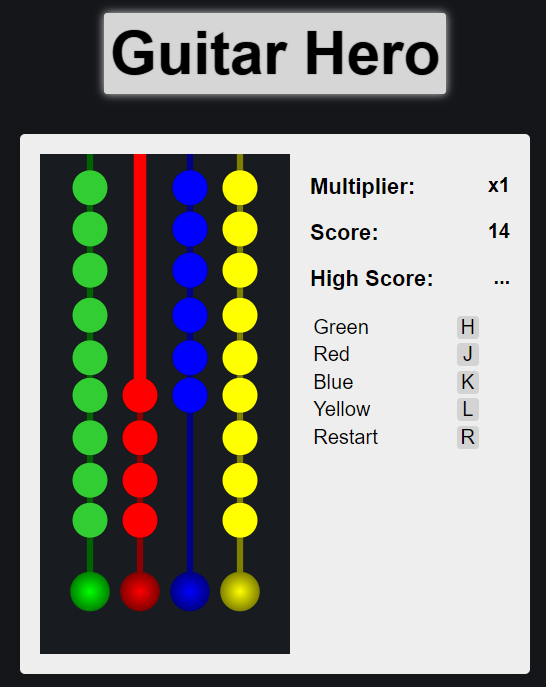 Guitar Hero
Multiplier: x1
Score: 14
High Score: ...
Green H
Red J
Blue K
Yellow L
Restart R